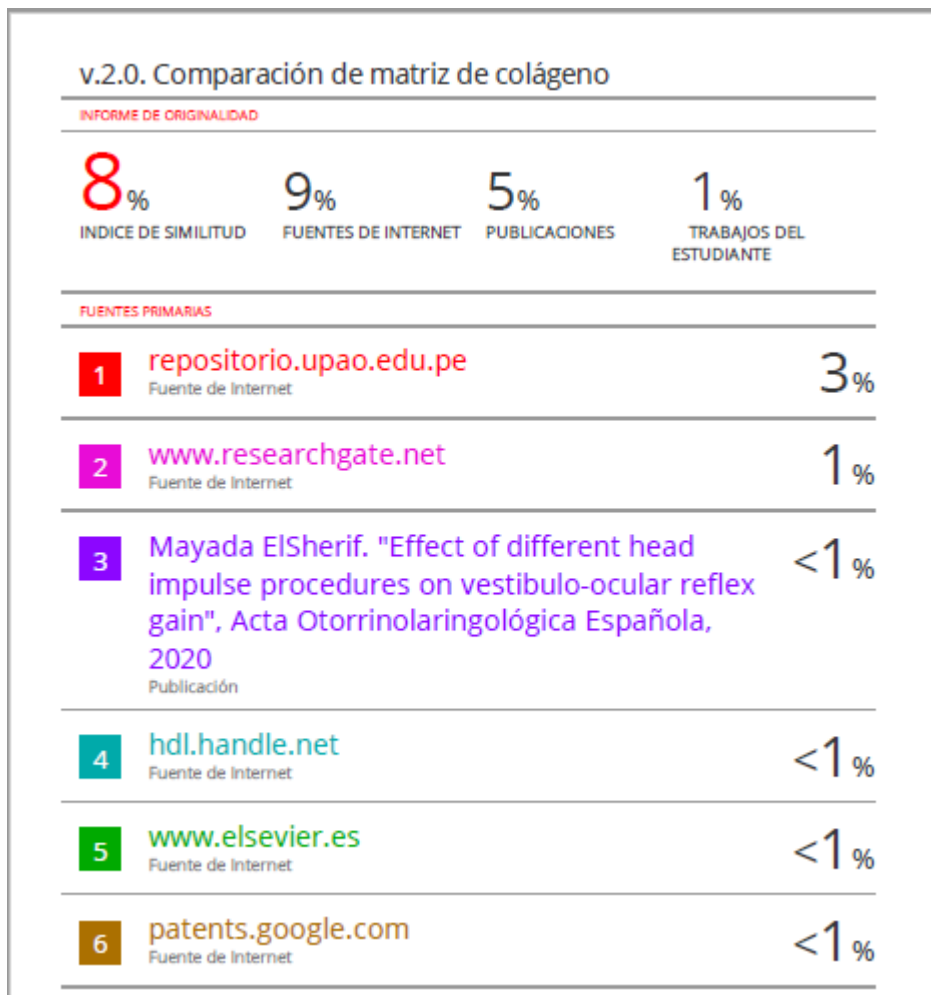 v.2.0. Comparación de matriz de colágeno
INFORME DE ORIGINALIDAD
8% 9% 5% 1%
INDICE DE SIMILITUD FUENTES DE INTERNET PUBLICACIONES TRABAJOS DEL
ESTUDIANTE
FUENTES PRIMARIAS
1 repositorio.upao.edu.pe 3%
Fuente de Internet
2 www.researchgate.net 1%
Fuente de Internet
3 Mayada ElSherif. "Effect of different head <1%
impulse procedures on vestibulo-ocular reflex
gain", Acta Otorrinolaringológica Española,
2020
Publicación
4 hdl.handle.net <1%
Fuente de Internet
5 www.elsevier.es <1%
Fuente de Internet
6 patents.google.com <1%
Fuente de Internet